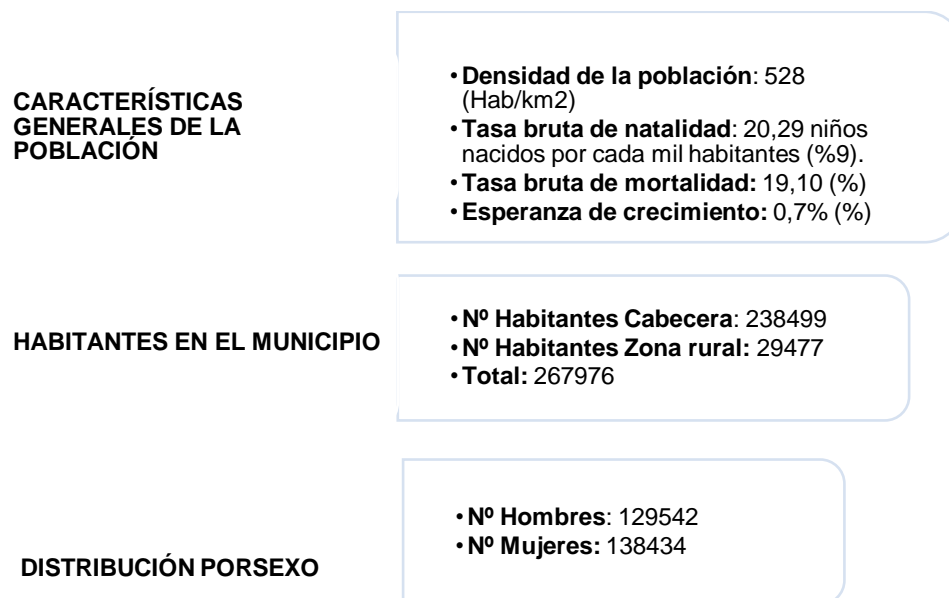 CARACTERÍSTICAS
GENERALES DE LA
POBLACIÓN
•Densidad de la población: 528
(Hab/km2)
•Tasa bruta de natalidad: 20,29 niños
nacidos por cada mil habitantes (%9).
•Tasa bruta de mortalidad: 19,10 (%)
•Esperanza de crecimiento: 0,7% (%)
HABITANTES EN EL MUNICIPIO
•Nº Habitantes Cabecera: 238499
•Nº Habitantes Zona rural: 29477
•Total: 267976
DISTRIBUCIÓN PORSEXO
•Nº Hombres: 129542
•Nº Mujeres: 138434